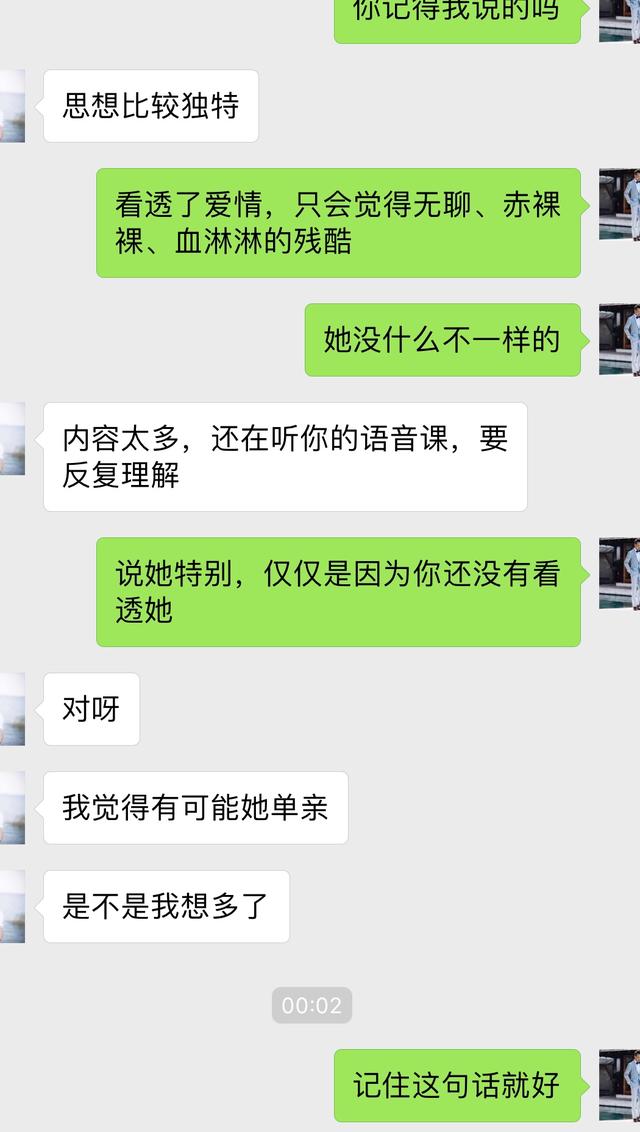 你记得我说的吗
思想比较独特
看透了爱情，只会觉得无聊、赤裸
裸、血淋淋的残酷
她没什么不一样的
内容太多，还在听你的语音课，要
反复理解
说她特别，仅仅是因为你还没有看
透她
对呀
我觉得有可能她单亲
是不是我想多了
00:02
记住这句话就好